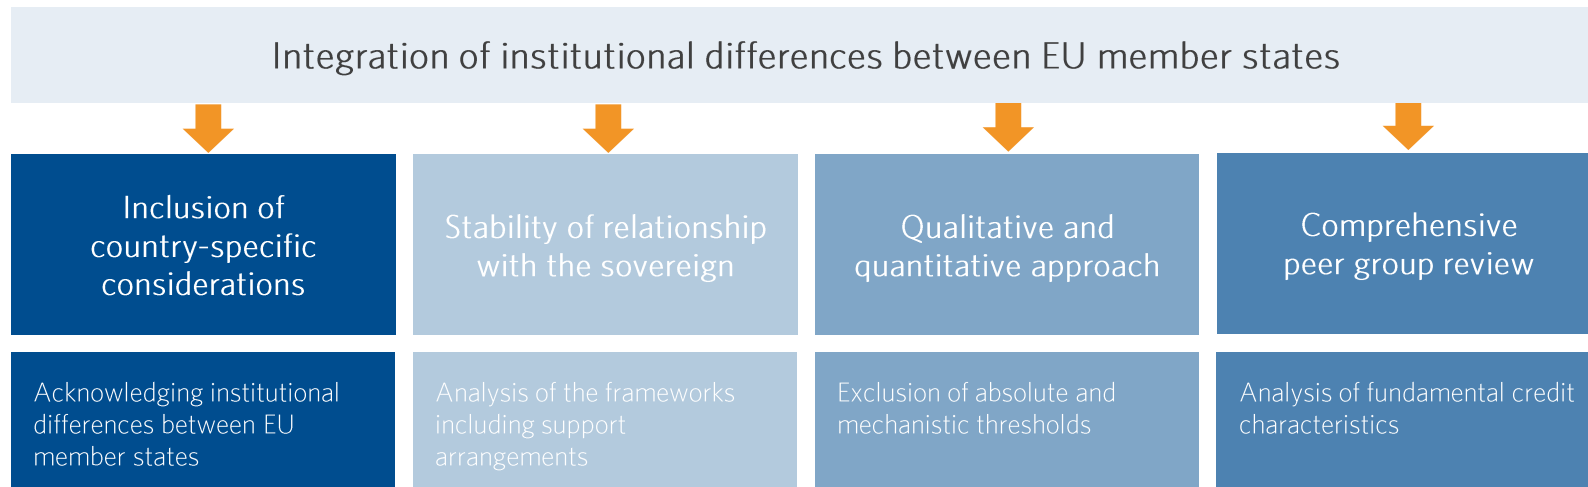 Integration of institutional differences between EU member states
Inclusion of
country-specific
considerations
Stability of relationship
with the sovereign
Qualitative and
quantitative approach
Comprehensive
peer group review
Acknowledging institutional
differences between EU
member states
Analysis of the frameworks
including support
arrangements
Exclusion of absolute and
mechanistic thresholds
Analysis of fundamental credit
characteristics